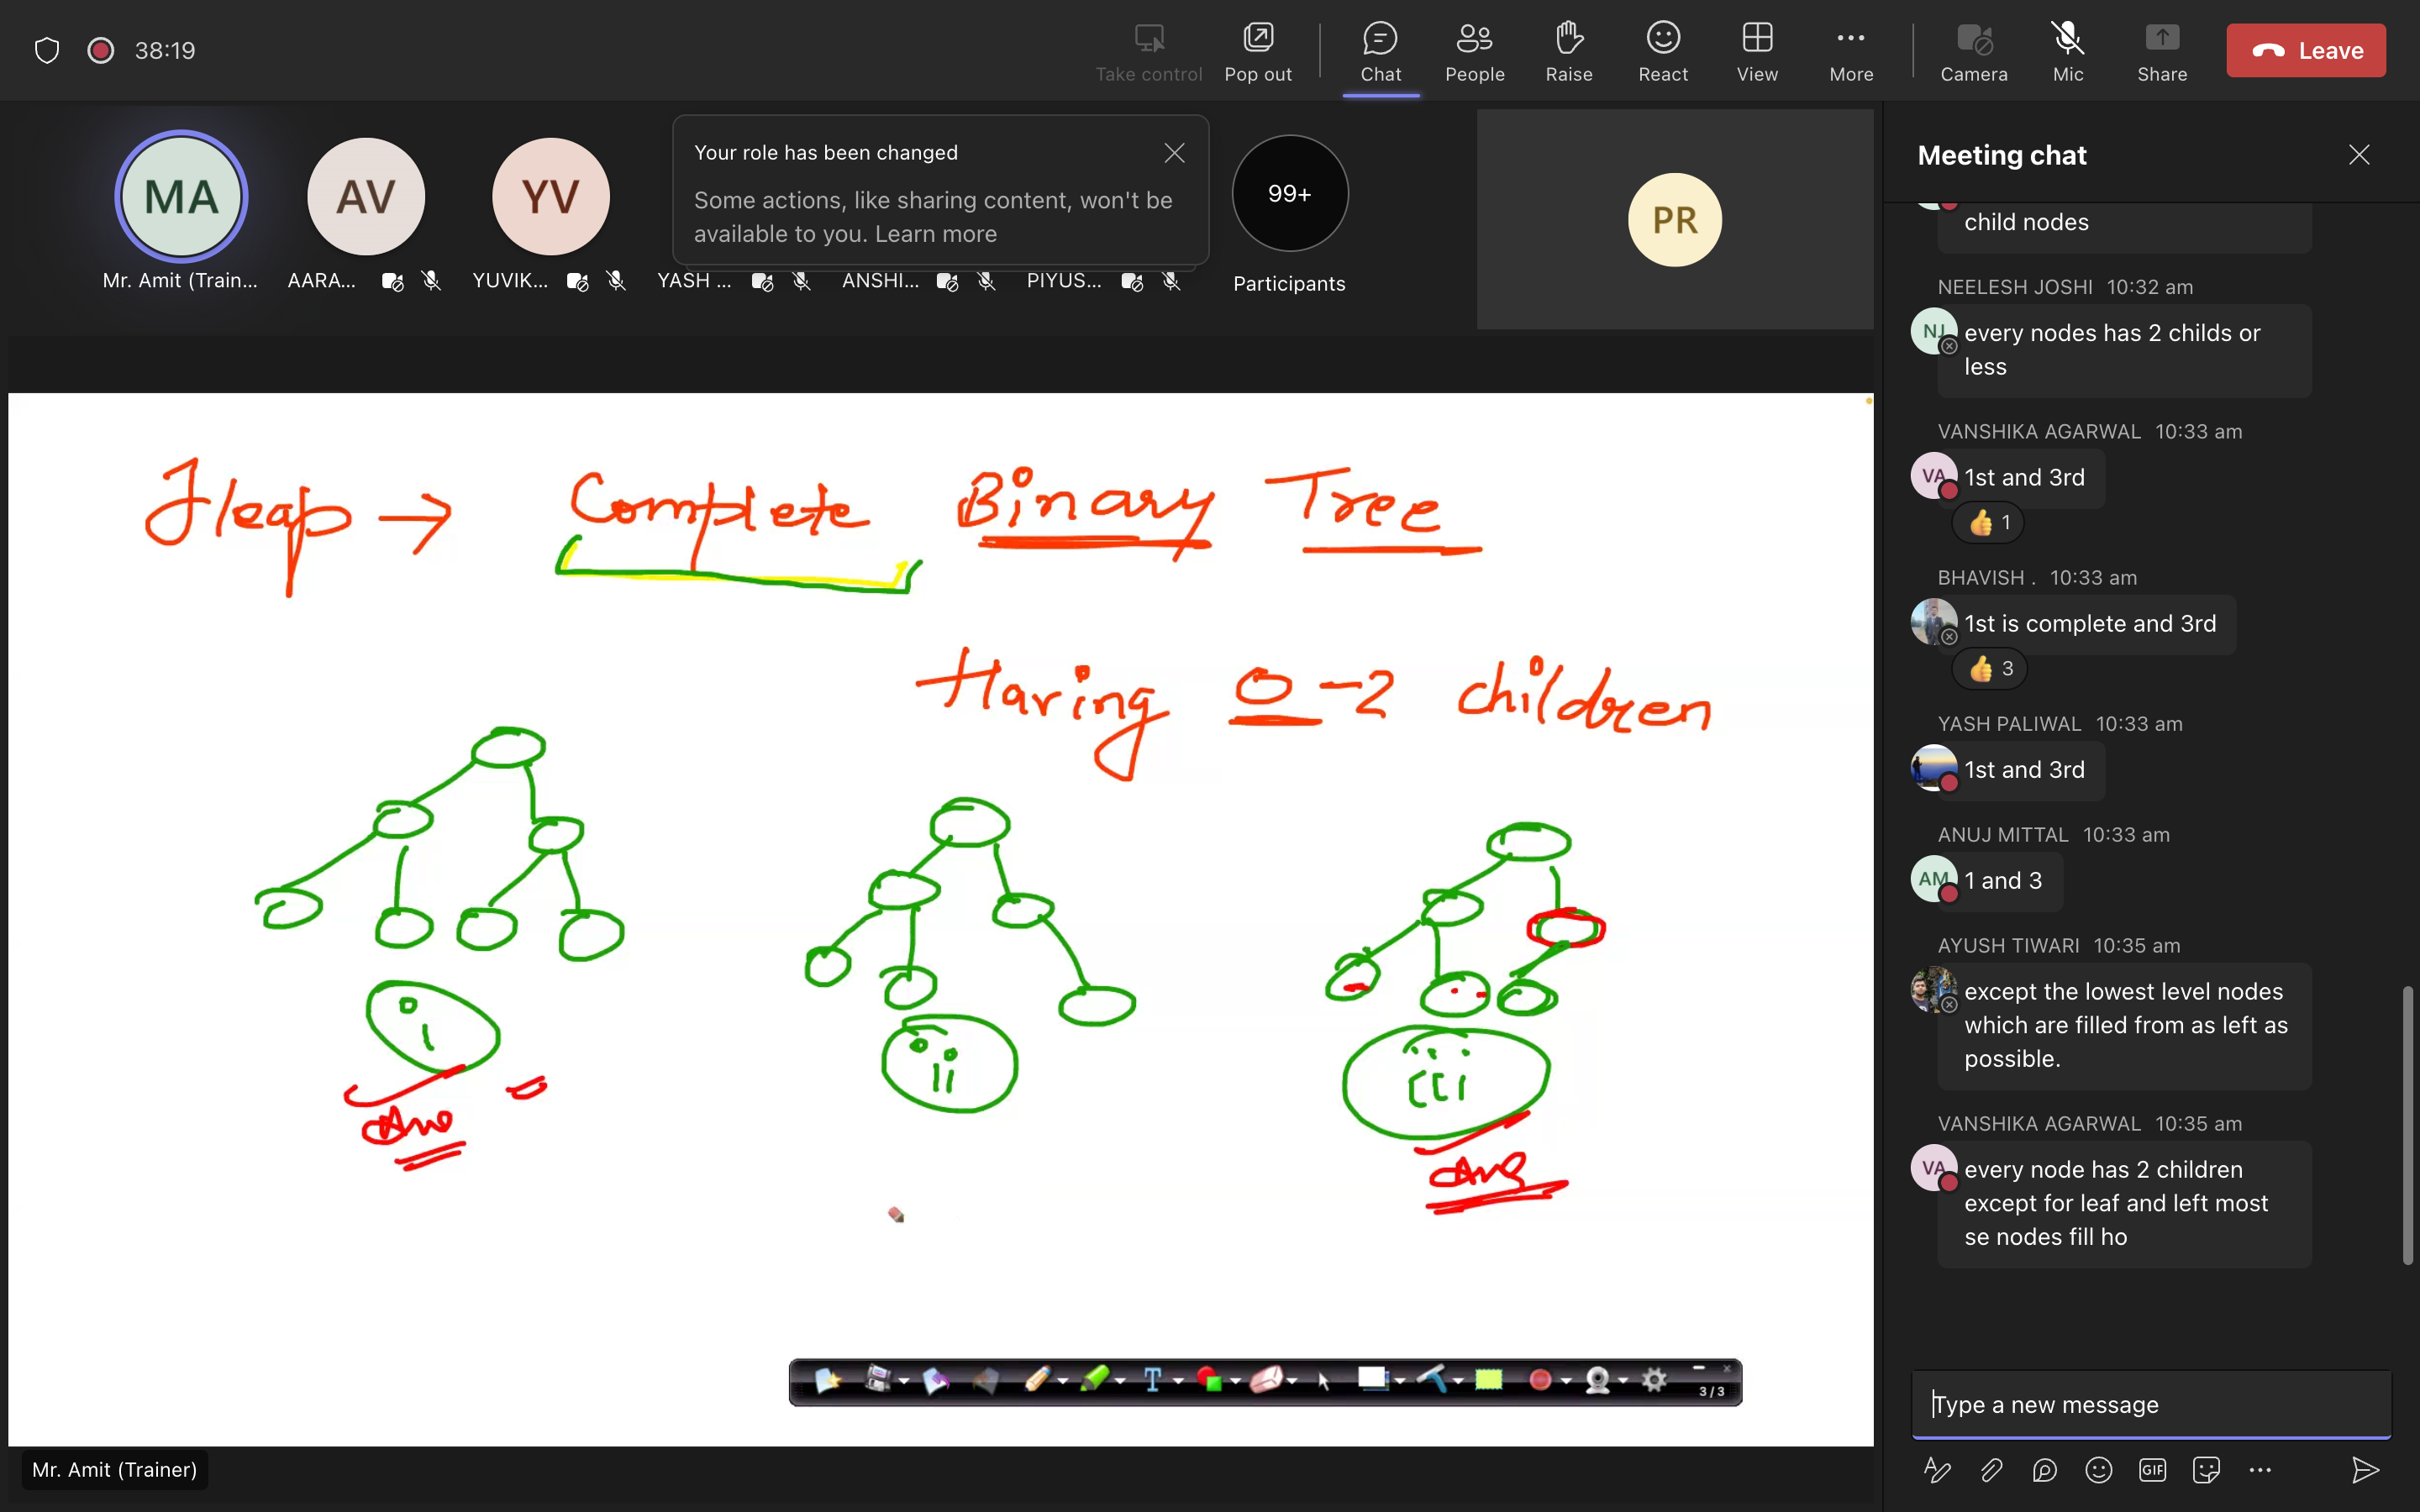 38:19
Take control
Pop out
Chat
People
Raise
React
View
More
Camera
Mic
Share
Leave
MA
AV
YV
Your role has been changed
Some actions, like sharing content, won't be
available to you. Learn more
99+
PR
Mr. Amit (Train...
AARA...
YUVIK...
YASH ...
ANSHI...
PIYUS...
Participants
Heap → Complete Binary Tree
Having 0-2 children
i
ii
iii
Ans
Ans
3/3
Mr. Amit (Trainer)
Meeting chat
child nodes
NEELESH JOSHI 10:32 am
NJ
every nodes has 2 childs or
less
VANSHIKA AGARWAL 10:33 am
VA
1st and 3rd
👍 1
BHAVISH . 10:33 am
1st is complete and 3rd
👍 3
YASH PALIWAL 10:33 am
1st and 3rd
ANUJ MITTAL 10:33 am
AM
1 and 3
AYUSH TIWARI 10:35 am
except the lowest level nodes
which are filled from as left as
possible.
VANSHIKA AGARWAL 10:35 am
VA
every node has 2 children
except for leaf and left most
se nodes fill ho
Type a new message
GIF